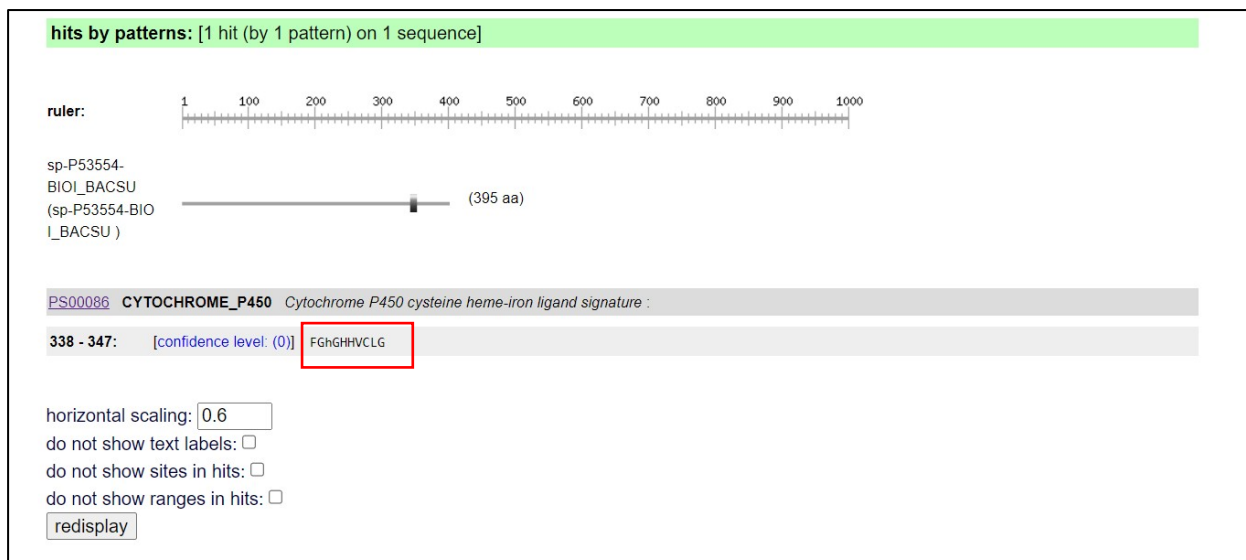 hits by patterns: [1 hit (by 1 pattern) on 1 sequence]
ruler:
1 100 200 300 400 500 600 700 800 900 1000
sp-P53554-
BIOI_BACSU
(sp-P53554-BIO
I_BACSU )
(395 aa)
PS00086 CYTOCHROME_P450 Cytochrome P450 cysteine heme-iron ligand signature :
338 - 347: [confidence level: (0)] FGhGHHVCLG
horizontal scaling: 0.6
do not show text labels:
do not show sites in hits:
do not show ranges in hits:
redisplay